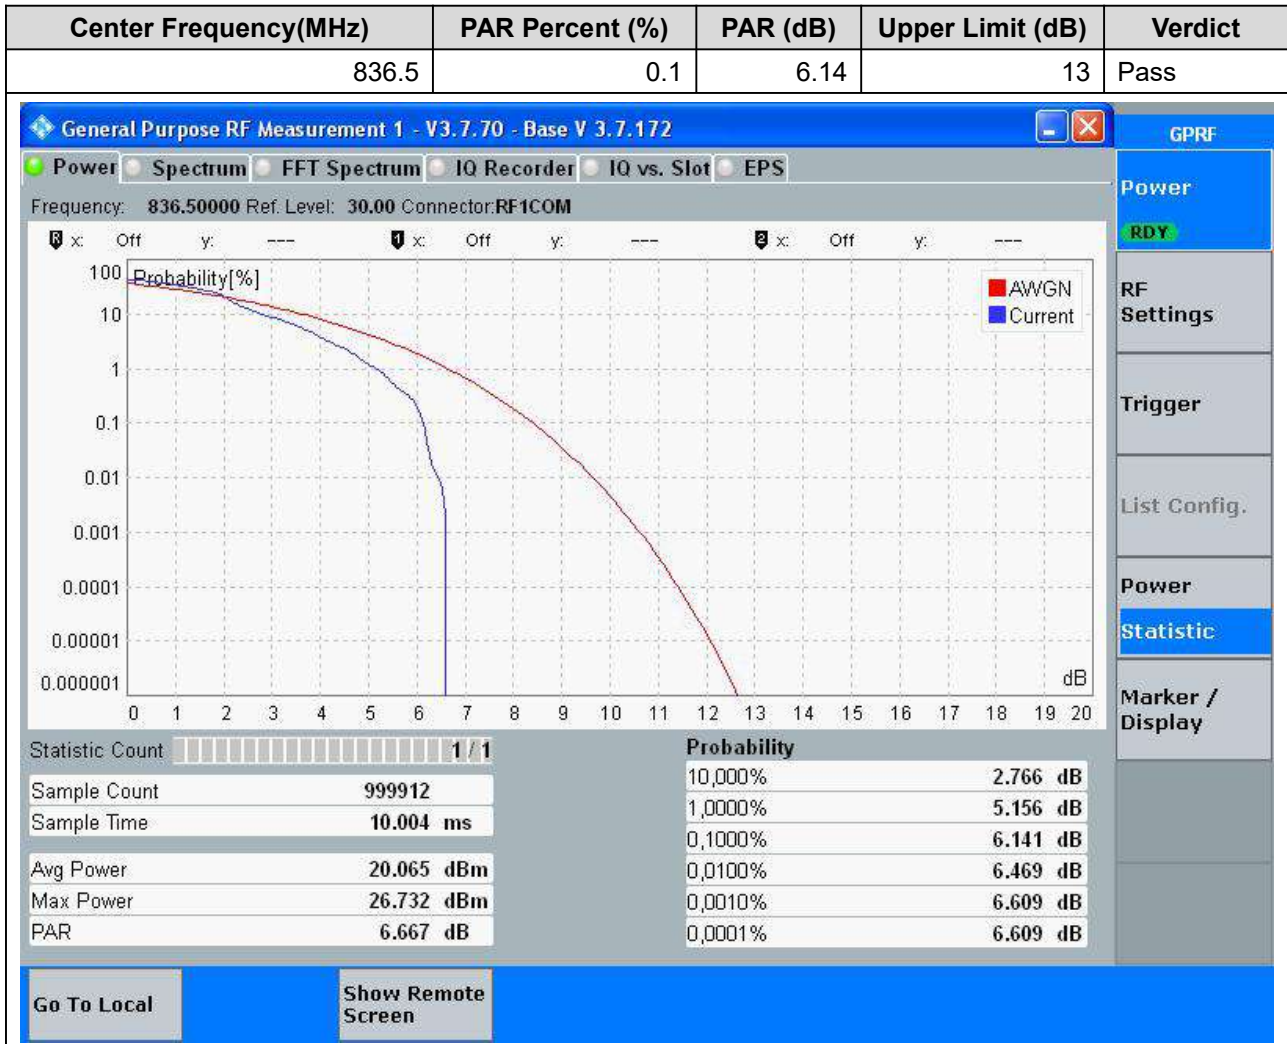 Center Frequency(MHz) PAR Percent (%) PAR (dB) Upper Limit (dB) Verdict
836.5 0.1 6.14 13 Pass
General Purpose RF Measurement 1 - V3.7.70 - Base V 3.7.172
GPRF
Power Spectrum FFT Spectrum IQ Recorder IQ vs. Slot EPS
Power
RDY
Frequency: 836.50000 Ref. Level: 30.00 Connector:RF1COM
R x: Off y: --- 1 x: Off y: --- 2 x: Off y: ---
Probability[%]
AWGN
Current
100
10
1
0.1
0.01
0.001
0.0001
0.00001
0.000001
dB
0 1 2 3 4 5 6 7 8 9 10 11 12 13 14 15 16 17 18 19 20
RF
Settings
Trigger
List Config.
Power
Statistic
Marker /
Display
Statistic Count 1 / 1
Sample Count 999912
Sample Time 10.004 ms
Avg Power 20.065 dBm
Max Power 26.732 dBm
PAR 6.667 dB
Probability
10,000% 2.766 dB
1,0000% 5.156 dB
0,1000% 6.141 dB
0,0100% 6.469 dB
0,0010% 6.609 dB
0,0001% 6.609 dB
Go To Local
Show Remote
Screen